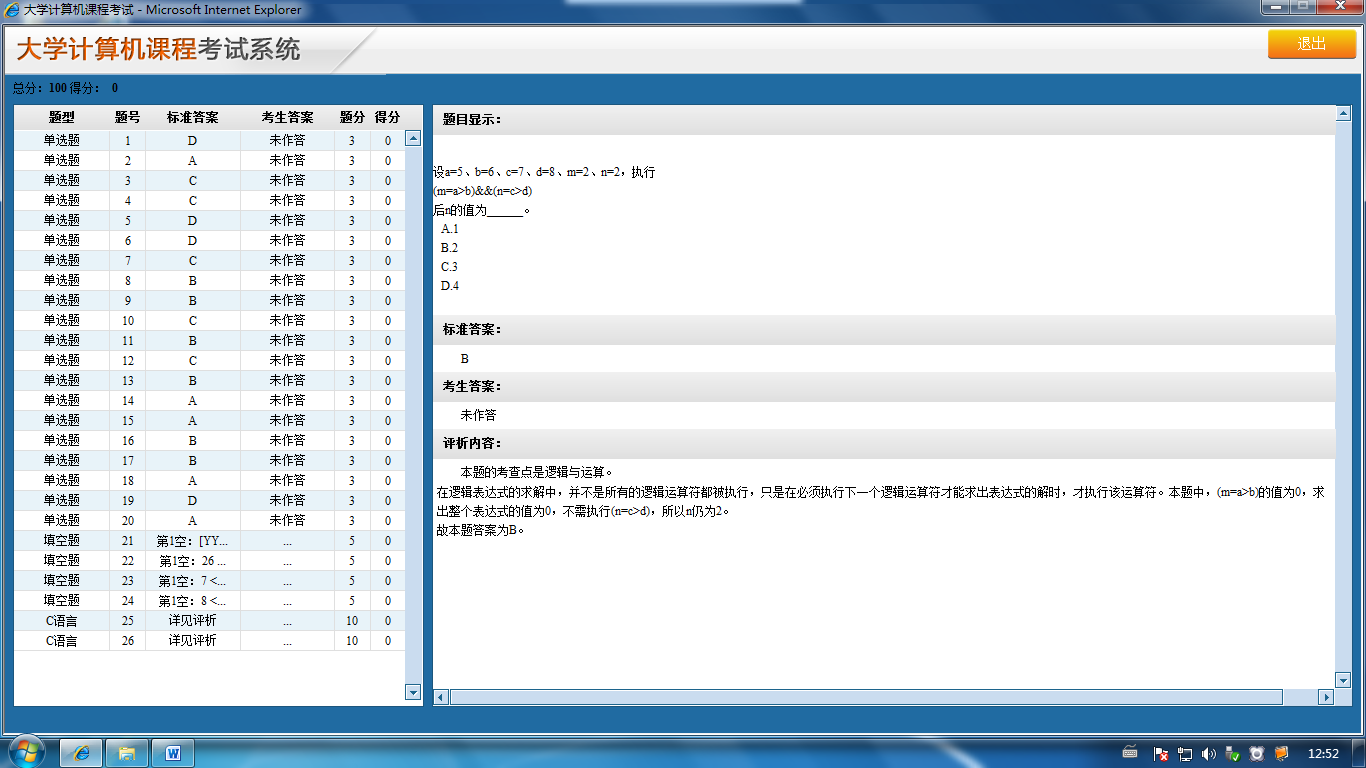 大学计算机课程考试 - Microsoft Internet Explorer
大学计算机课程考试系统
退出
总分：100 得分： 0
题型 题号 标准答案 考生答案 题分 得分
单选题 1 D 未作答 3 0
单选题 2 A 未作答 3 0
单选题 3 C 未作答 3 0
单选题 4 C 未作答 3 0
单选题 5 D 未作答 3 0
单选题 6 D 未作答 3 0
单选题 7 C 未作答 3 0
单选题 8 B 未作答 3 0
单选题 9 B 未作答 3 0
单选题 10 C 未作答 3 0
单选题 11 B 未作答 3 0
单选题 12 C 未作答 3 0
单选题 13 B 未作答 3 0
单选题 14 A 未作答 3 0
单选题 15 A 未作答 3 0
单选题 16 B 未作答 3 0
单选题 17 B 未作答 3 0
单选题 18 A 未作答 3 0
单选题 19 D 未作答 3 0
单选题 20 A 未作答 3 0
填空题 21 第1空：[YY... ... 5 0
填空题 22 第1空：26 ... ... 5 0
填空题 23 第1空：7 <... ... 5 0
填空题 24 第1空：8 <... ... 5 0
C语言 25 详见评析 ... 10 0
C语言 26 详见评析 ... 10 0
题目显示：
设a=5、b=6、c=7、d=8、m=2、n=2，执行
(m=a>b)&&(n=c>d)
后n的值为______。
A.1
B.2
C.3
D.4
标准答案：
B
考生答案：
未作答
评析内容：
本题的考查点是逻辑与运算。
在逻辑表达式的求解中，并不是所有的逻辑运算符都被执行，只是在必须执行下一个逻辑运算符才能求出表达式的解时，才执行该运算符。本题中，(m=a>b)的值为0，求
出整个表达式的值为0，不需执行(n=c>d)，所以n仍为2。
故本题答案为B。
12:52